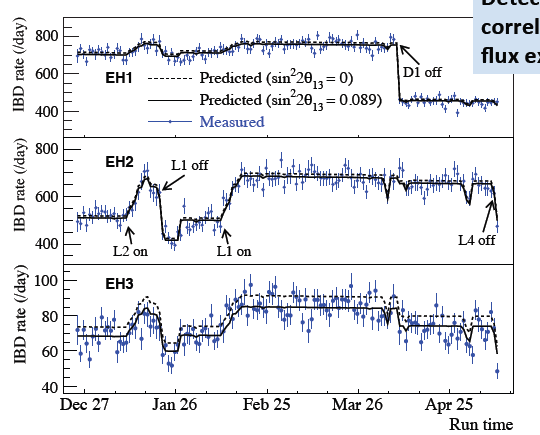 Detec
correl
flux ex
IBD rate (/day)
800
600
400
EH1
Predicted (sin²2θ₁₃ = 0)
Predicted (sin²2θ₁₃ = 0.089)
Measured
D1 off
IBD rate (/day)
800
600
400
EH2
L1 off
L2 on
L1 on
L4 off
IBD rate (/day)
100
80
60
40
EH3
Dec 27
Jan 26
Feb 25
Mar 26
Apr 25
Run time